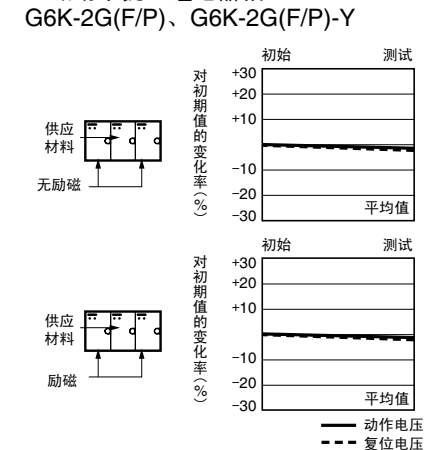 G6K-2G(F/P)、G6K-2G(F/P)-Y
初始 测试
对初期值的变化率(%)
+30
+20
+10
-10
-20
-30
平均值
供应
材料
无励磁
初始 测试
对初期值的变化率(%)
+30
+20
+10
-10
-20
-30
平均值
供应
材料
励磁
动作电压
复位电压